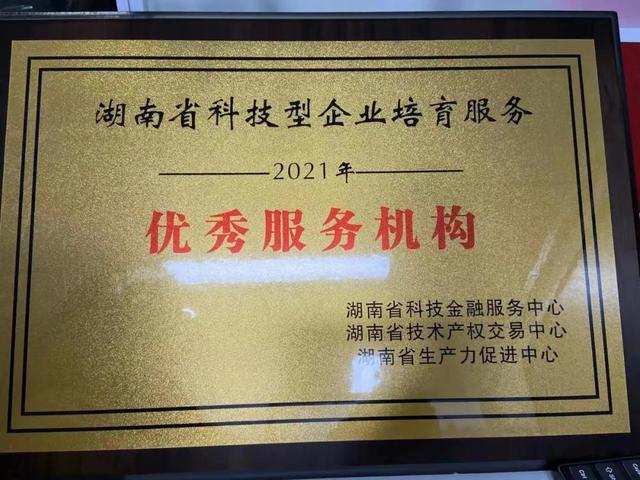 湖南省科技型企业培育服务
2021年
优秀服务机构
湖南省科技金融服务中心
湖南省技术产权交易中心
湖南省生产力促进中心